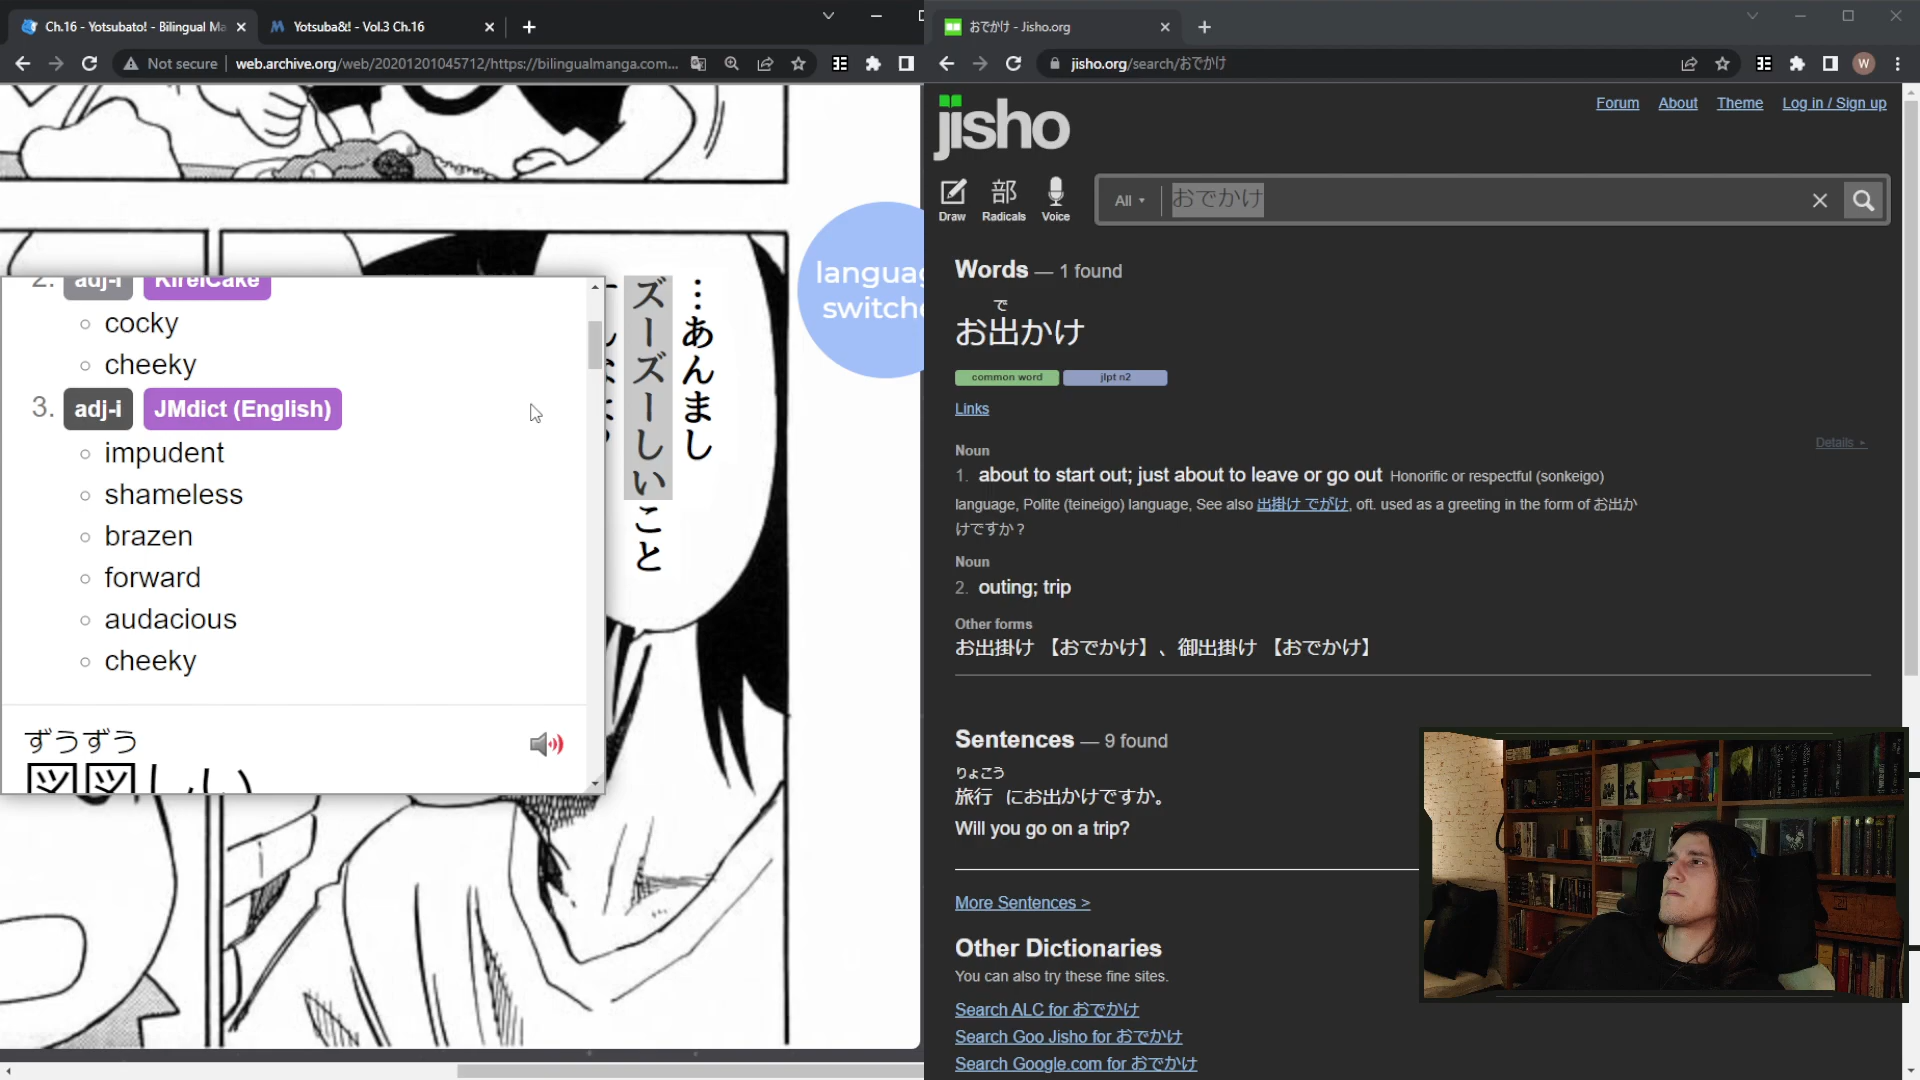 Ch.16 - Yotsubato! - Bilingual Ma
Yotsuba&! - Vol.3 Ch.16
Not secure
web.archive.org/web/20201201045712/https://bilingualmanga.com...
2. adj-i KireiCake
cocky
cheeky
3. adj-i JMdict (English)
impudent
shameless
brazen
forward
audacious
cheeky
ずうずう
図図しい
…あんまし
ズーズーしいこと
おでかけ - Jisho.org
jisho.org/search/おでかけ
jisho
Forum About Theme Log in / Sign up
部
Draw Radicals Voice
All おでかけ
Words — 1 found
で
お出かけ
common word jlpt n2
Links
Details
Noun
1. about to start out; just about to leave or go out Honorific or respectful (sonkeigo)
language, Polite (teineigo) language, See also 出掛け でがけ, oft. used as a greeting in the form of お出か
けですか？
Noun
2. outing; trip
Other forms
お出掛け 【おでかけ】、御出掛け 【おでかけ】
Sentences — 9 found
りょこう
旅行 にお出かけですか。
Will you go on a trip?
More Sentences >
Other Dictionaries
You can also try these fine sites.
Search ALC for おでかけ
Search Goo Jisho for おでかけ
Search Google.com for おでかけ
W